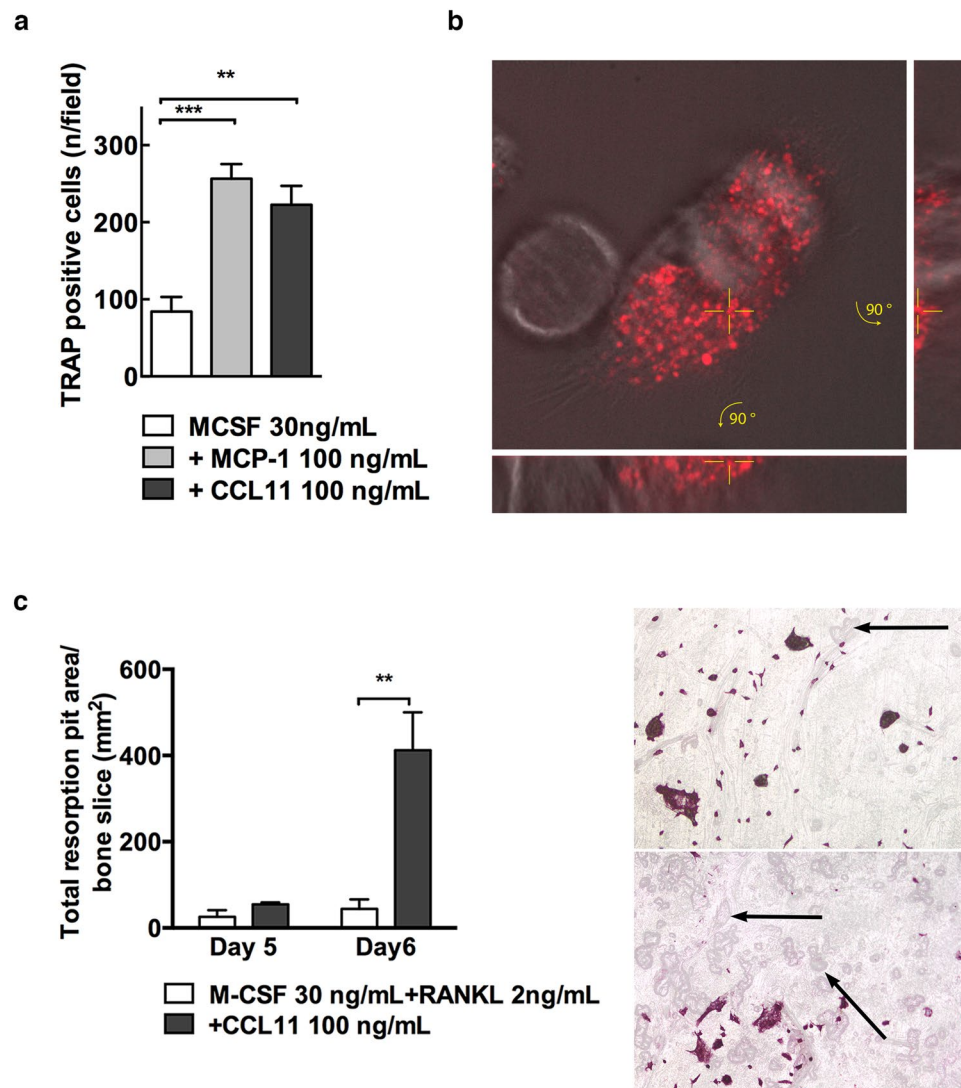 a
**
***
TRAP positive cells (n/field)
300
200
100
0
MCSF 30ng/mL
+ MCP-1 100 ng/mL
+ CCL11 100 ng/mL
b
90 °
90 °
c
Total resorption pit area/
bone slice (mm²)
600
400
200
0
**
Day 5
Day6
M-CSF 30 ng/mL+RANKL 2ng/mL
+CCL11 100 ng/mL